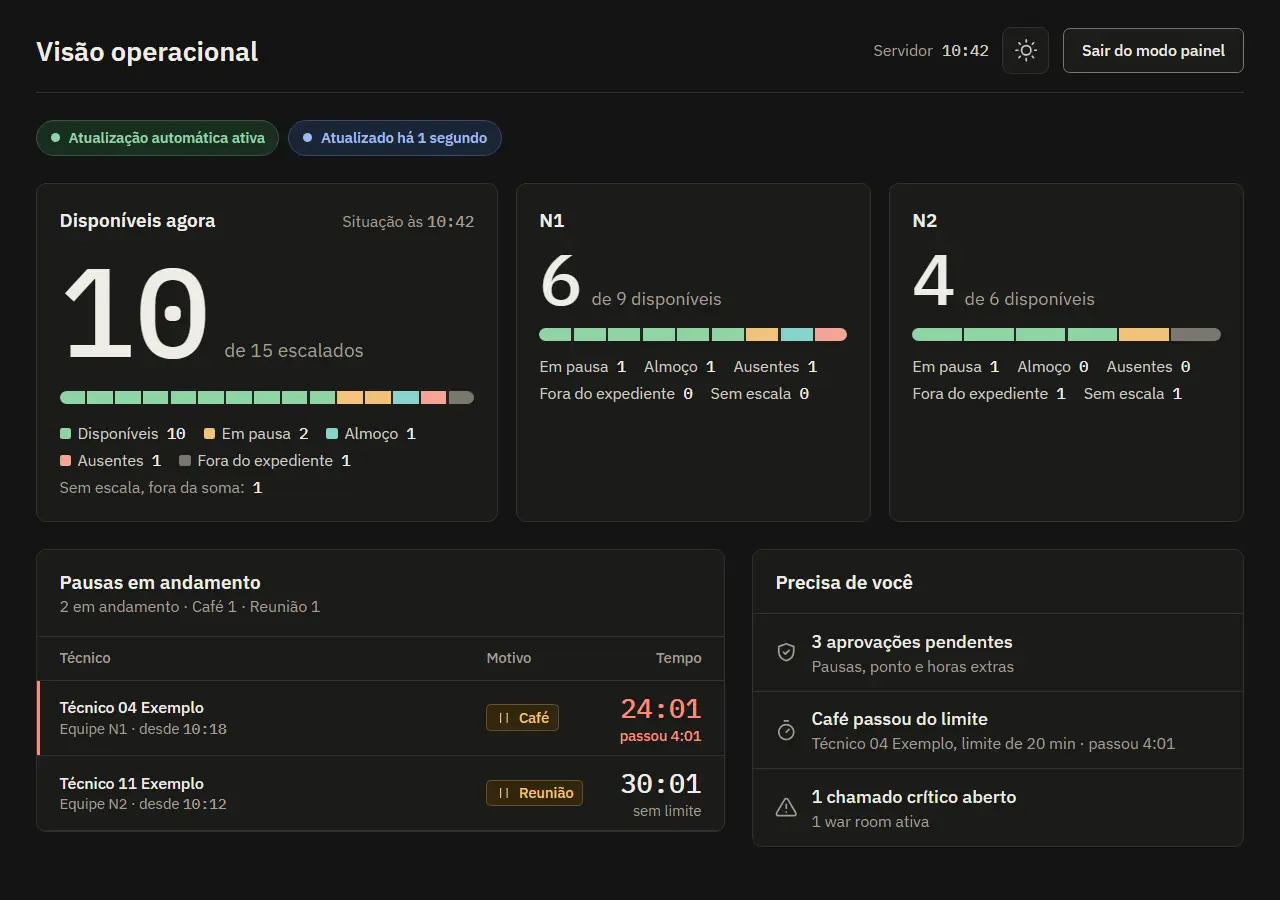 Visão operacional
Servidor 10:42
Sair do modo painel
Atualização automática ativa
Atualizado há 1 segundo
Disponíveis agora
Situação às 10:42
10 de 15 escalados
Disponíveis 10 Em pausa 2 Almoço 1
Ausentes 1 Fora do expediente 1
Sem escala, fora da soma: 1
N1
6 de 9 disponíveis
Em pausa 1 Almoço 1 Ausentes 1
Fora do expediente 0 Sem escala 0
N2
4 de 6 disponíveis
Em pausa 1 Almoço 0 Ausentes 0
Fora do expediente 1 Sem escala 1
Pausas em andamento
2 em andamento · Café 1 · Reunião 1
Técnico Motivo Tempo
Técnico 04 Exemplo
Equipe N1 · desde 10:18
Café
24:01
passou 4:01
Técnico 11 Exemplo
Equipe N2 · desde 10:12
Reunião
30:01
sem limite
Precisa de você
3 aprovações pendentes
Pausas, ponto e horas extras
Café passou do limite
Técnico 04 Exemplo, limite de 20 min · passou 4:01
1 chamado crítico aberto
1 war room ativa